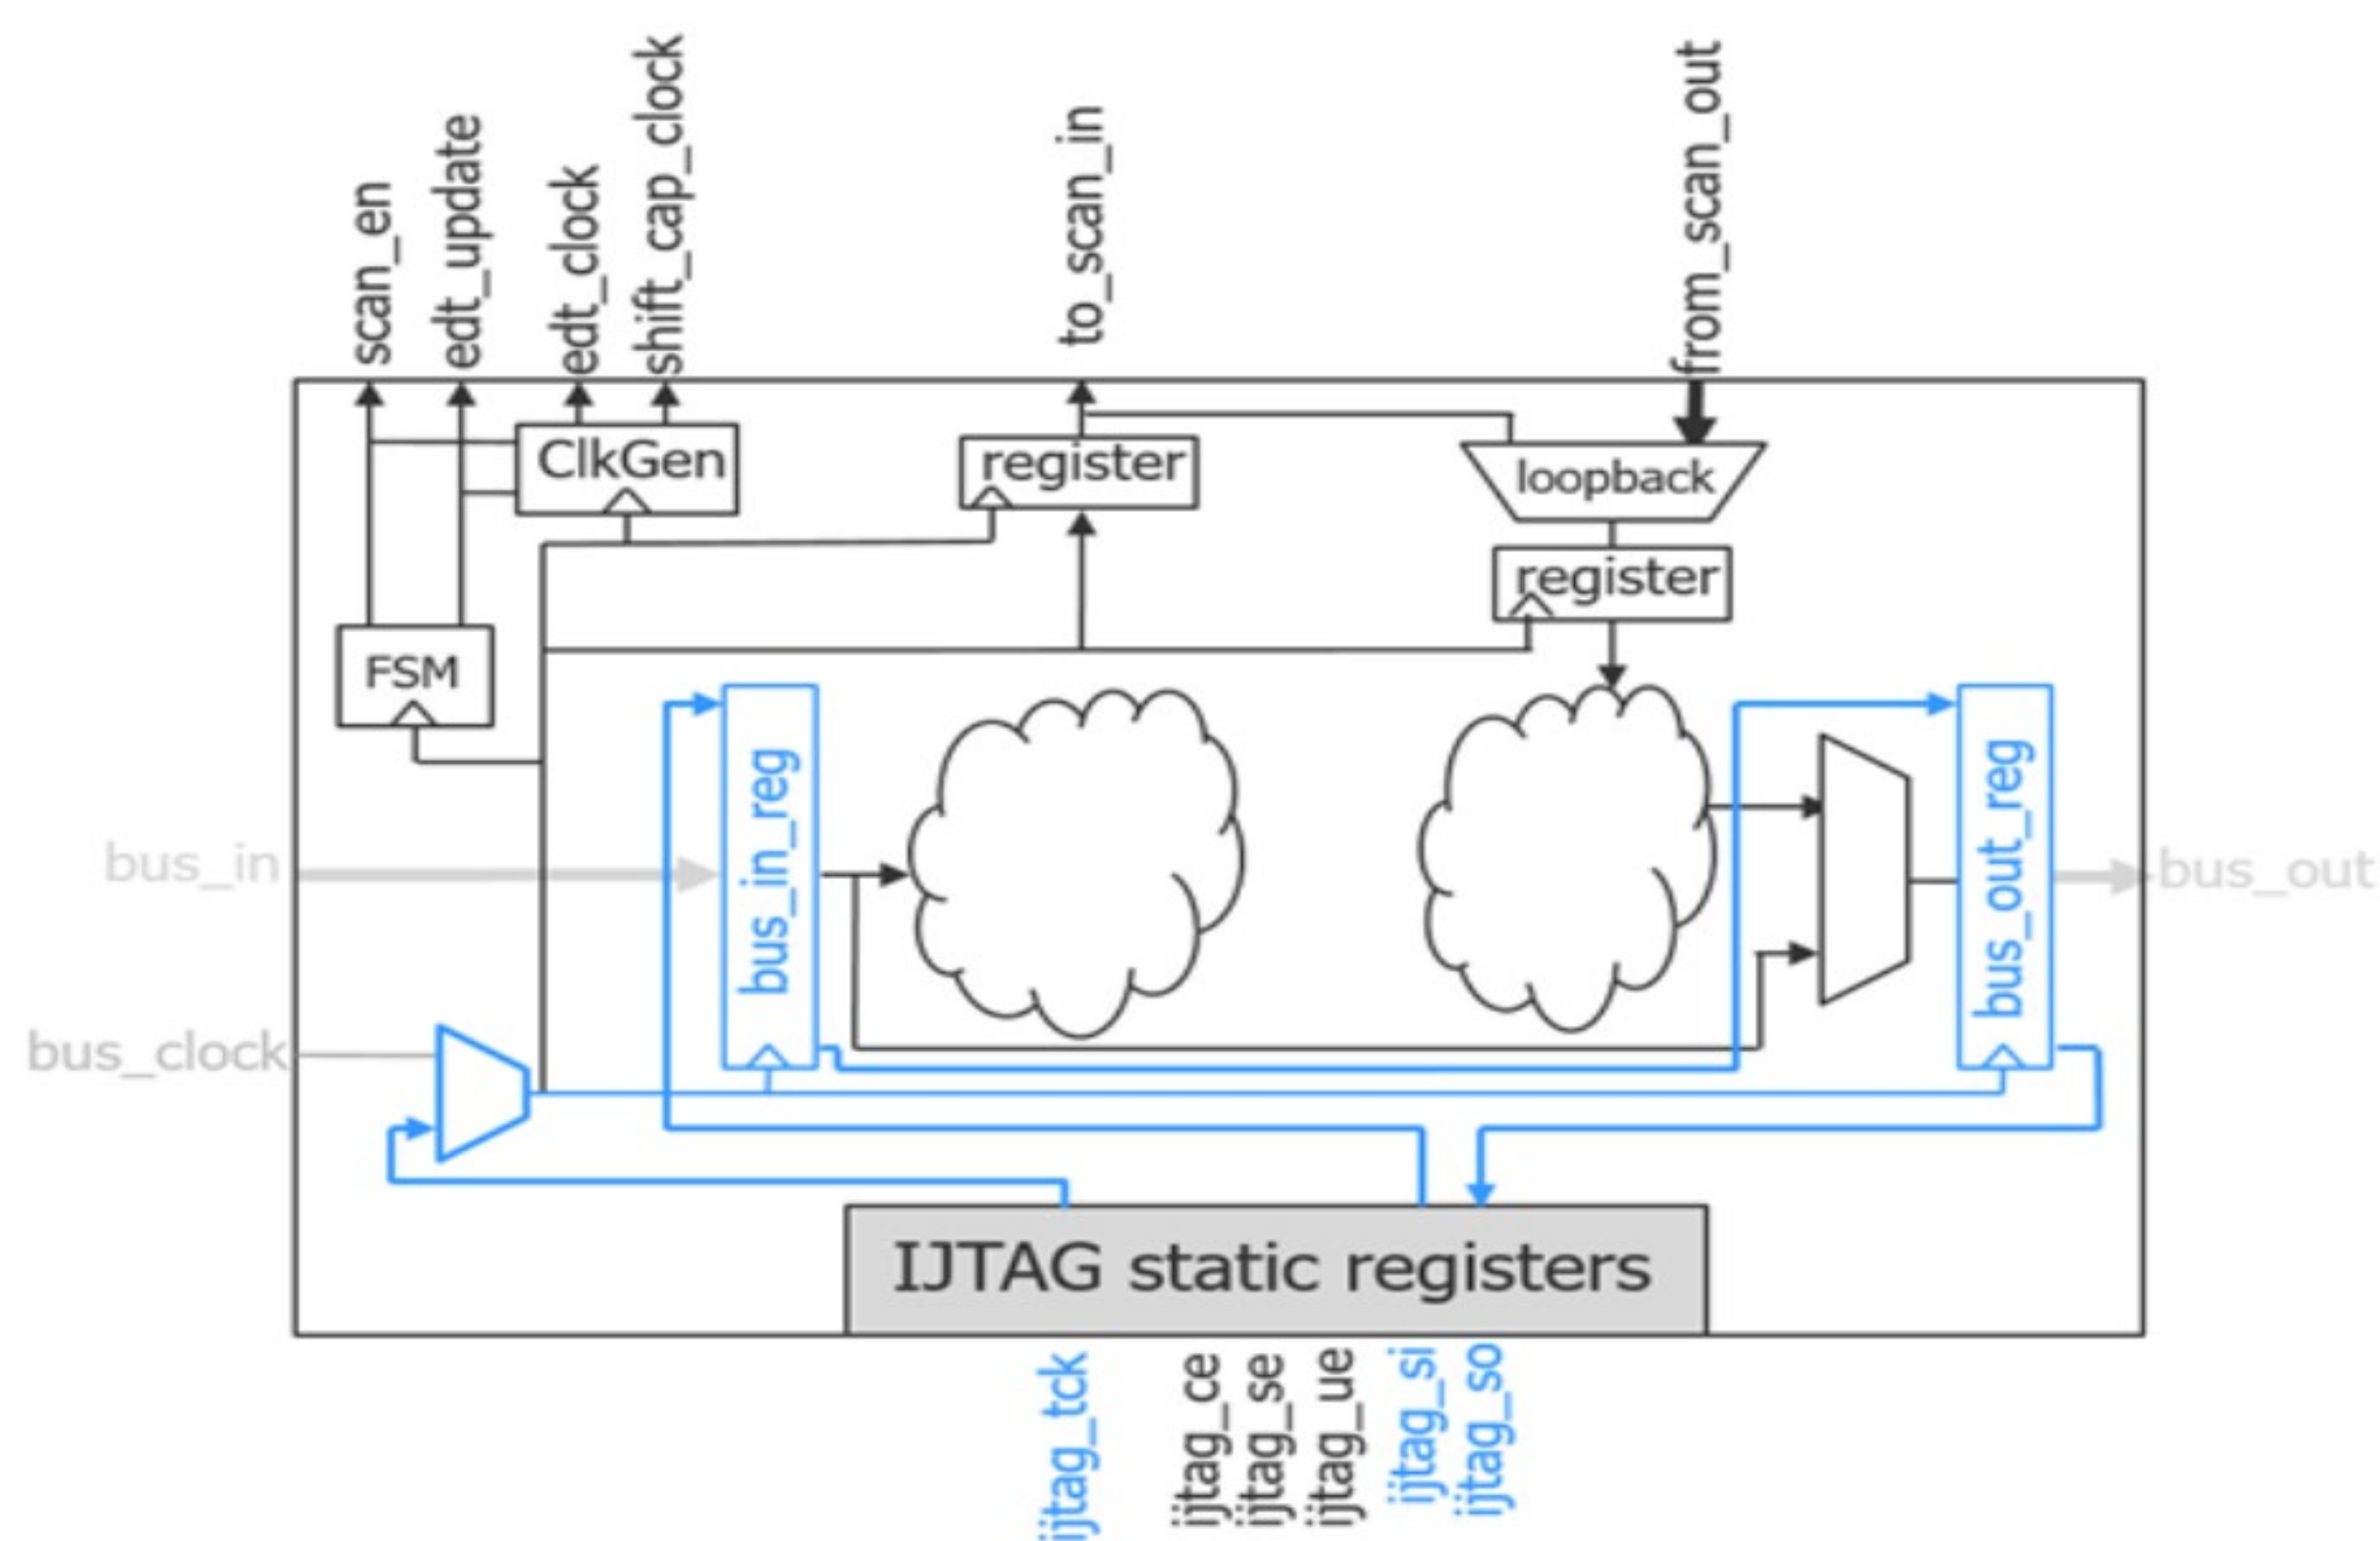 scan_en
edt_update
edt_clock
shift_cap_clock
to_scan_in
from_scan_out
ClkGen
register
loopback
register
FSM
bus_in
bus_in_reg
bus_out_reg
bus_out
bus_clock
IJTAG static registers
ijtag_tck
ijtag_ce
ijtag_se
ijtag_ue
ijtag_si
ijtag_so